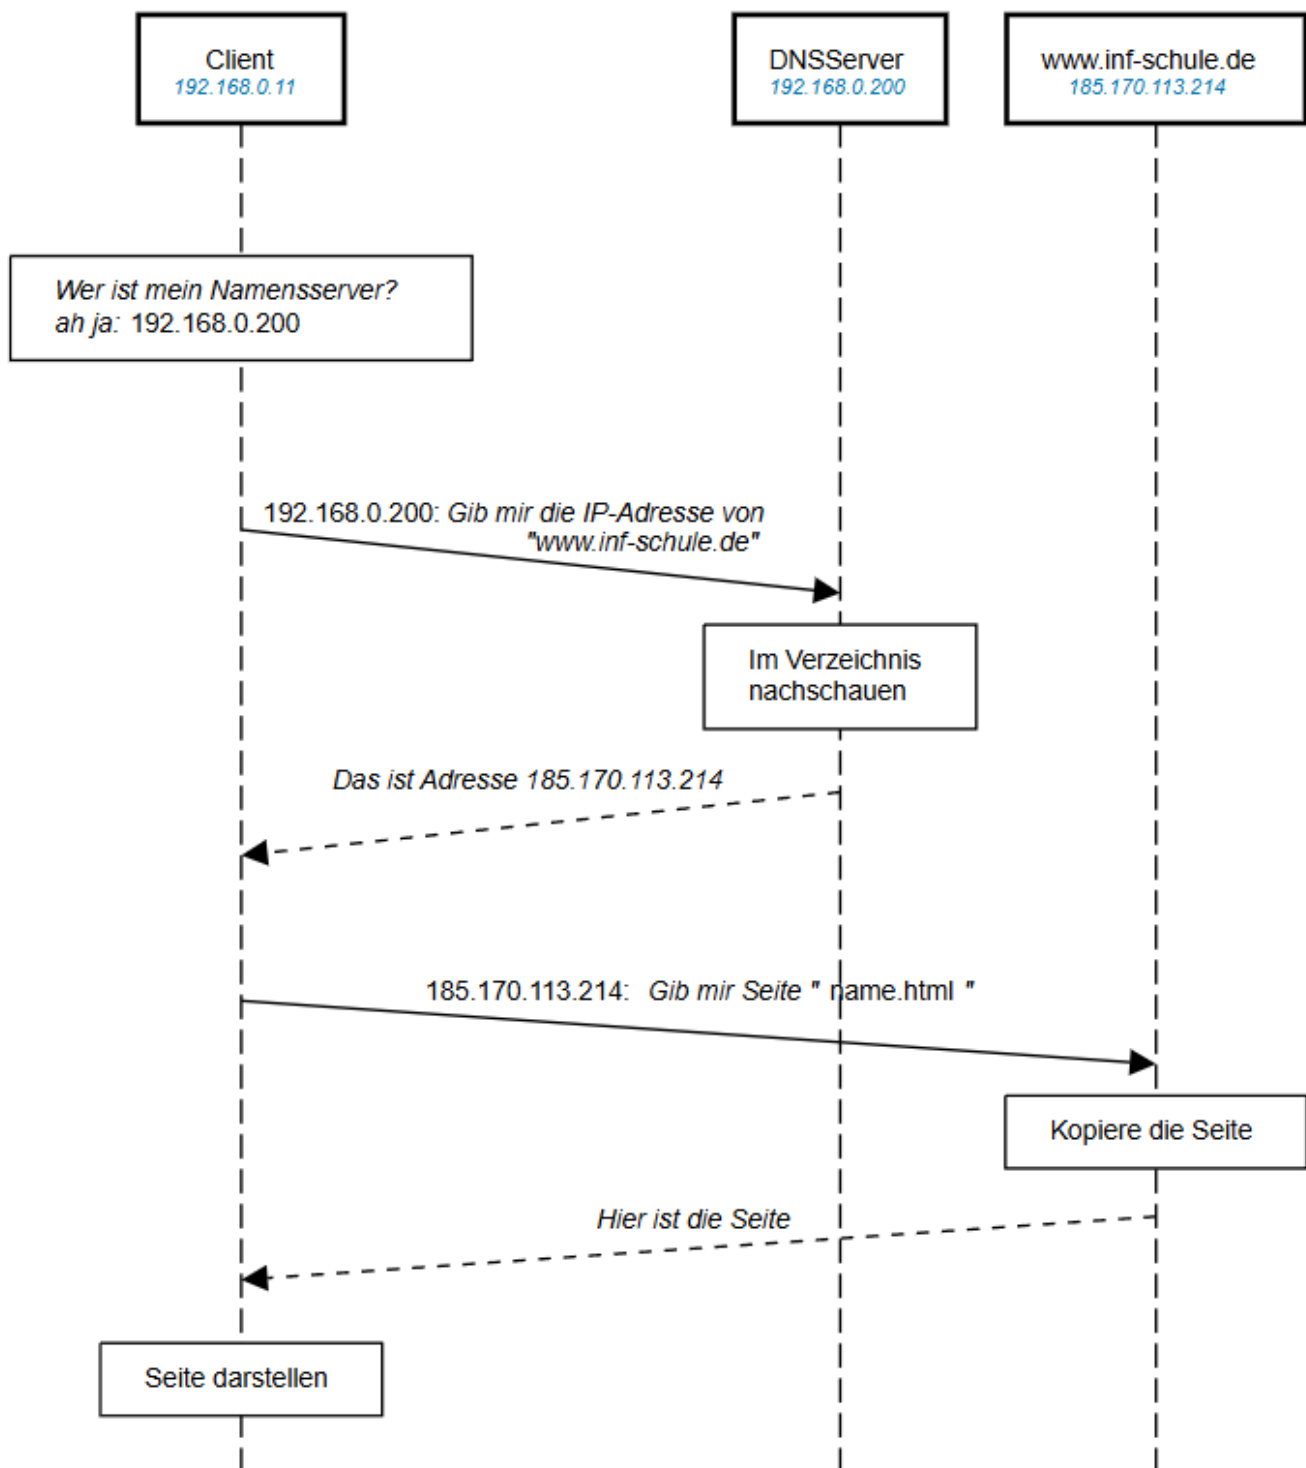 Client
192.168.0.11
DNSServer
192.168.0.200
www.inf-schule.de
185.170.113.214
Wer ist mein Namensserver?
ah ja: 192.168.0.200
192.168.0.200: Gib mir die IP-Adresse von
"www.inf-schule.de"
Im Verzeichnis
nachschauen
Das ist Adresse 185.170.113.214
185.170.113.214: Gib mir Seite " name.html "
Kopiere die Seite
Hier ist die Seite
Seite darstellen